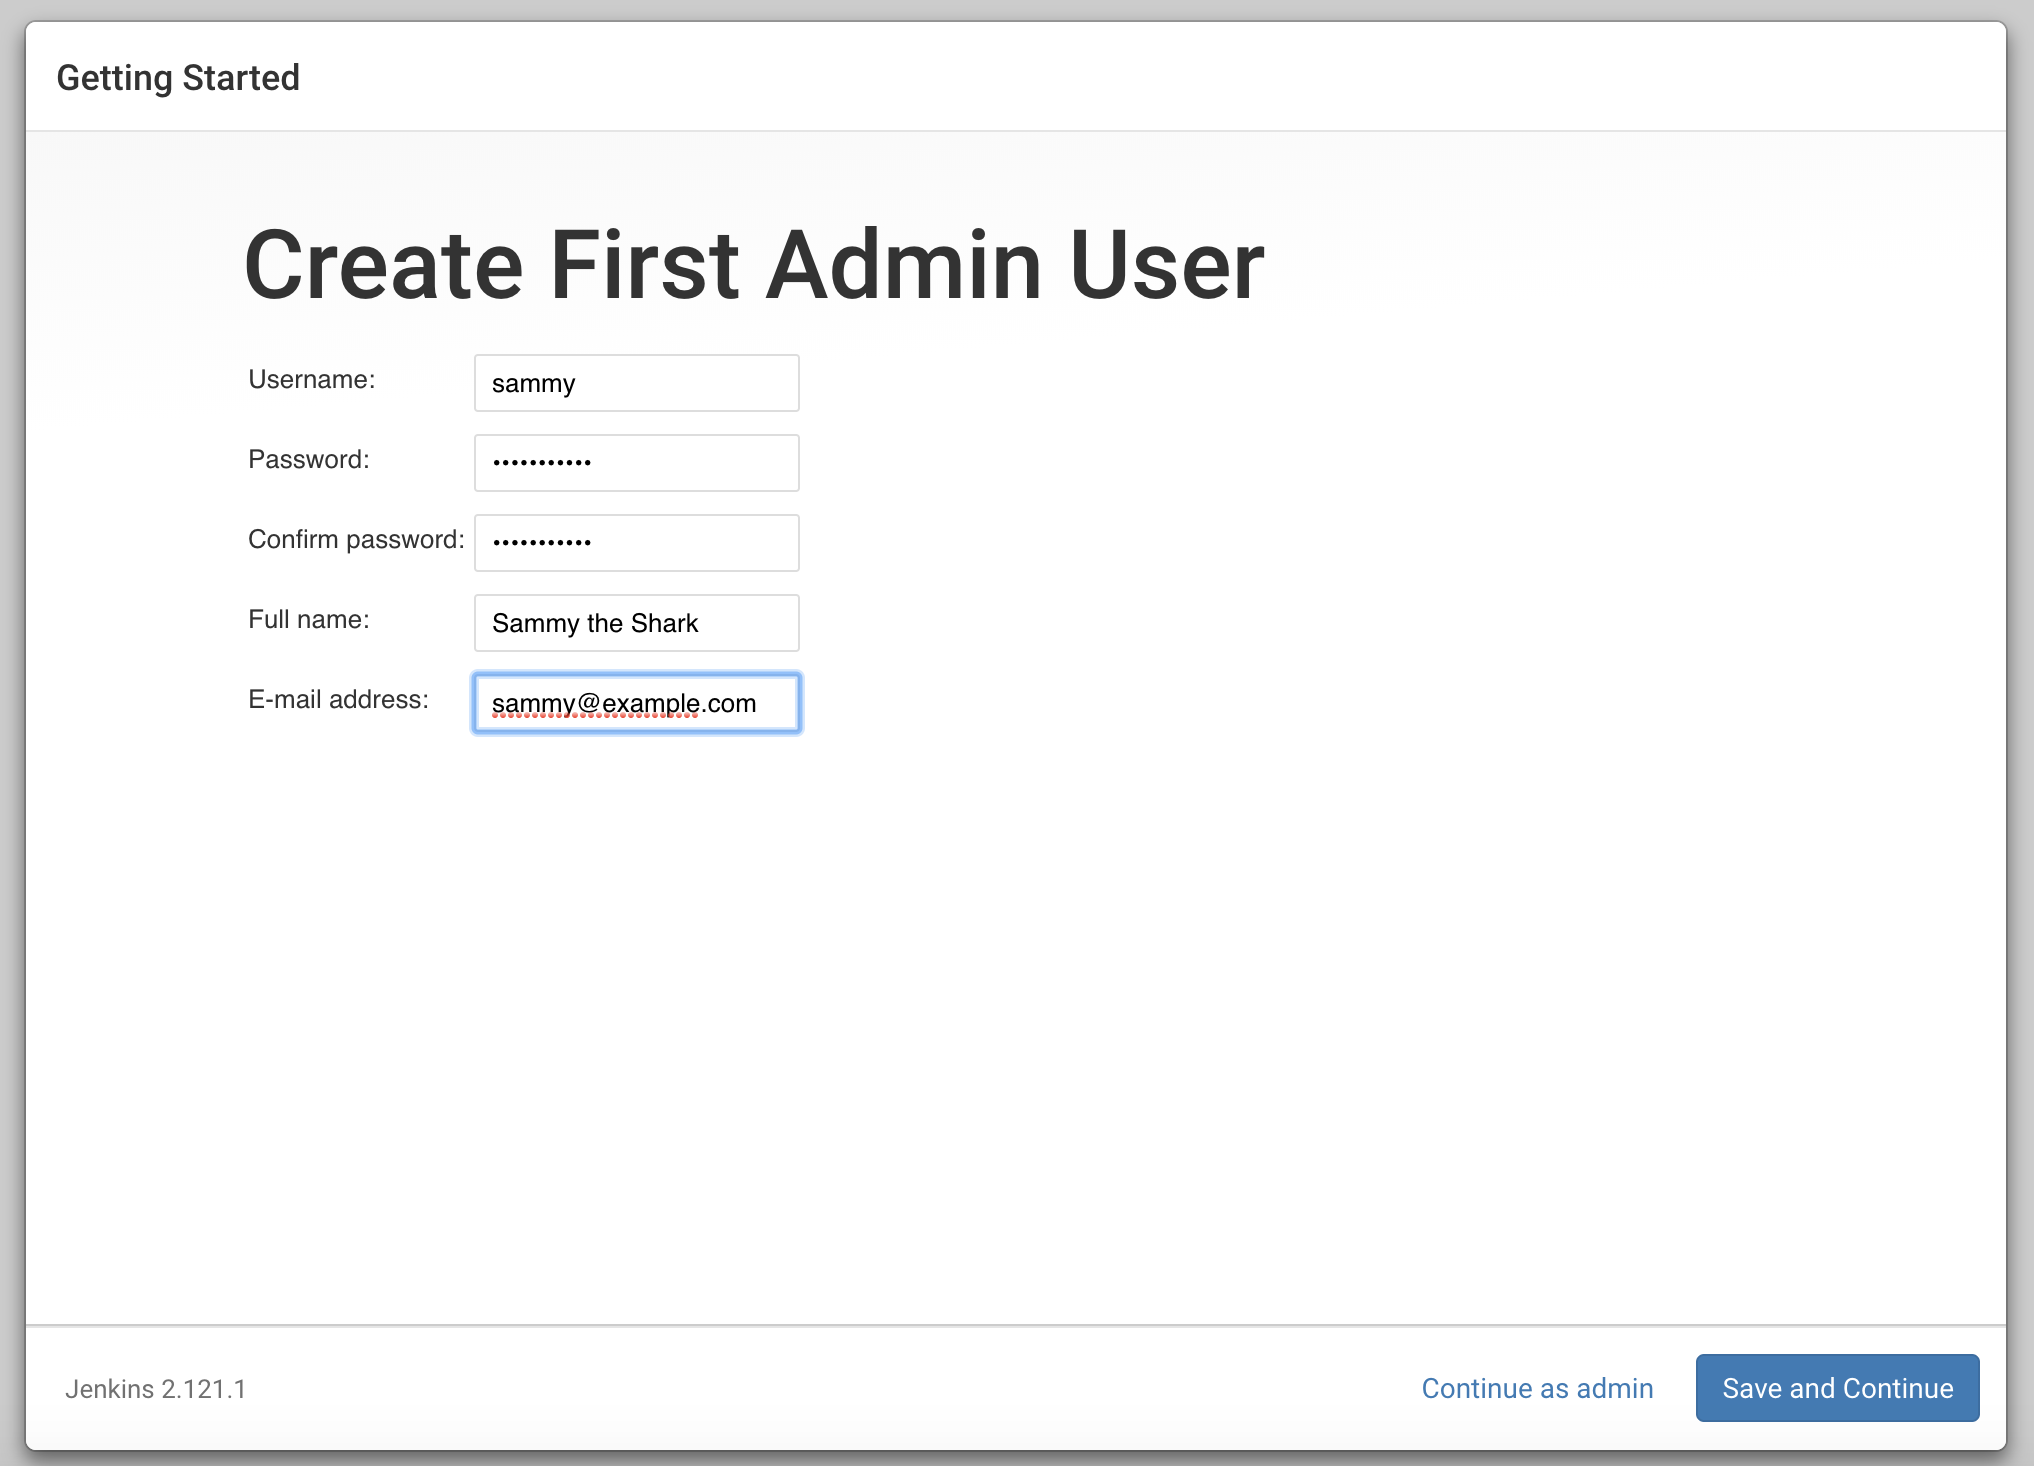 Getting Started
Create First Admin User
Username: sammy
Password: •••••••••••
Confirm password: •••••••••••
Full name: Sammy the Shark
E-mail address: sammy@example.com
Jenkins 2.121.1 Continue as admin Save and Continue